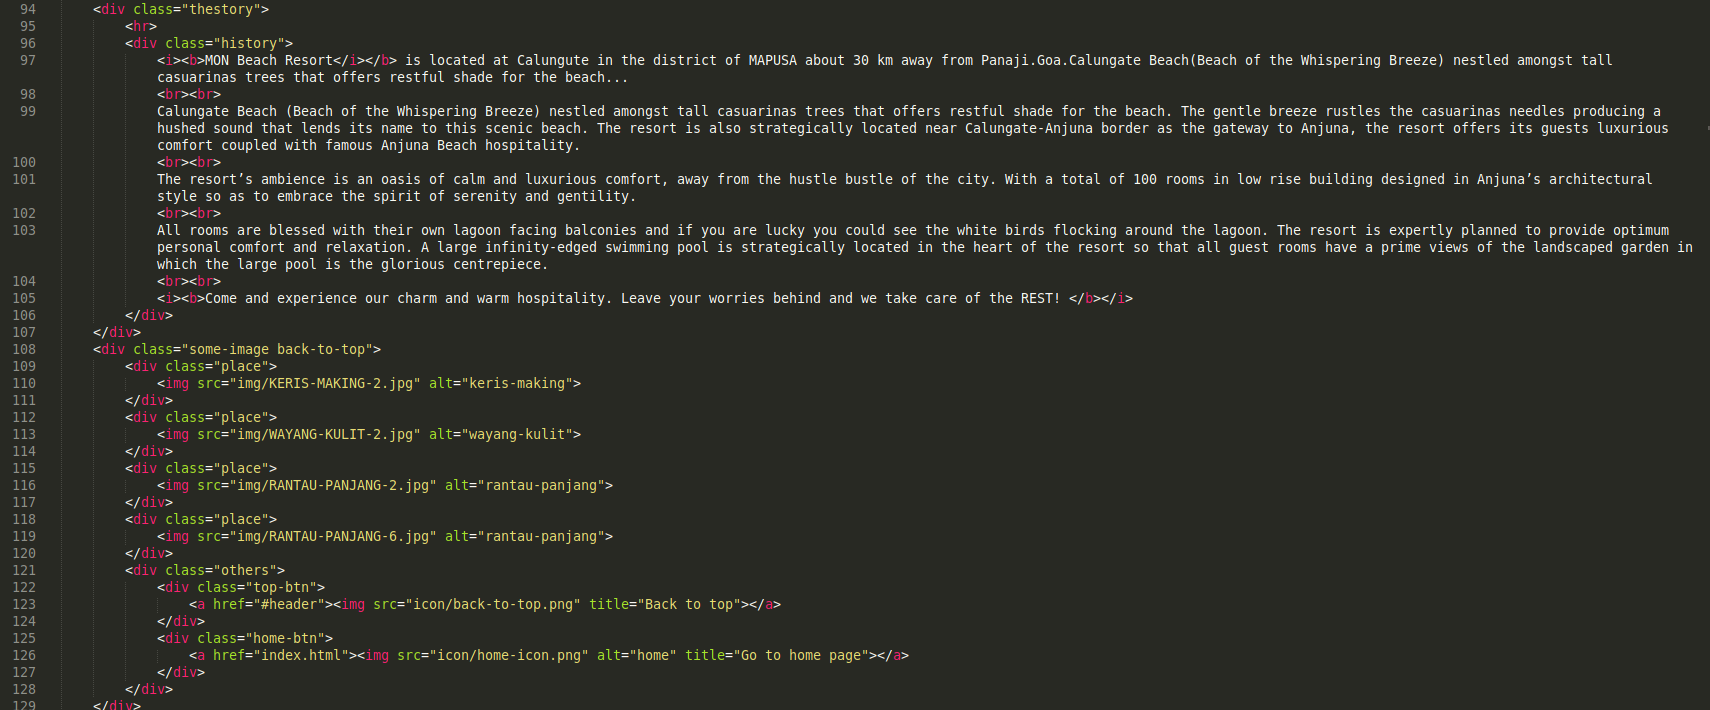 94 <div class="thestory">
95 <hr>
96 <div class="history">
97 <i><b>MON Beach Resort</i></b> is located at Calungute in the district of MAPUSA about 30 km away from Panaji.Goa.Calungate Beach(Beach of the Whispering Breeze) nestled amongst tall
casuarinas trees that offers restful shade for the beach...
98 <br><br>
99 Calungate Beach (Beach of the Whispering Breeze) nestled amongst tall casuarinas trees that offers restful shade for the beach. The gentle breeze rustles the casuarinas needles producing a
hushed sound that lends its name to this scenic beach. The resort is also strategically located near Calungate-Anjuna border as the gateway to Anjuna, the resort offers its guests luxurious
comfort coupled with famous Anjuna Beach hospitality.
100 <br><br>
101 The resort’s ambience is an oasis of calm and luxurious comfort, away from the hustle bustle of the city. With a total of 100 rooms in low rise building designed in Anjuna’s architectural
style so as to embrace the spirit of serenity and gentility.
102 <br><br>
103 All rooms are blessed with their own lagoon facing balconies and if you are lucky you could see the white birds flocking around the lagoon. The resort is expertly planned to provide optimum
personal comfort and relaxation. A large infinity-edged swimming pool is strategically located in the heart of the resort so that all guest rooms have a prime views of the landscaped garden in
which the large pool is the glorious centrepiece.
104 <br><br>
105 <i><b>Come and experience our charm and warm hospitality. Leave your worries behind and we take care of the REST! </b></i>
106 </div>
107 </div>
108 <div class="some-image back-to-top">
109 <div class="place">
110 <img src="img/KERIS-MAKING-2.jpg" alt="keris-making">
111 </div>
112 <div class="place">
113 <img src="img/WAYANG-KULIT-2.jpg" alt="wayang-kulit">
114 </div>
115 <div class="place">
116 <img src="img/RANTAU-PANJANG-2.jpg" alt="rantau-panjang">
117 </div>
118 <div class="place">
119 <img src="img/RANTAU-PANJANG-6.jpg" alt="rantau-panjang">
120 </div>
121 <div class="others">
122 <div class="top-btn">
123 <a href="#header"><img src="icon/back-to-top.png" title="Back to top"></a>
124 </div>
125 <div class="home-btn">
126 <a href="index.html"><img src="icon/home-icon.png" alt="home" title="Go to home page"></a>
127 </div>
128 </div>
129 </div>